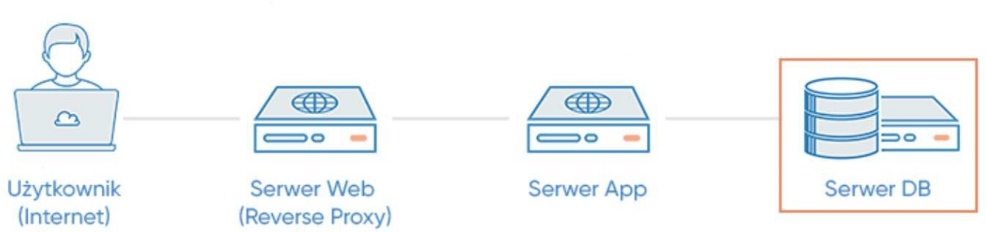 Użytkownik
(Internet)
Serwer Web
(Reverse Proxy)
Serwer App
Serwer DB